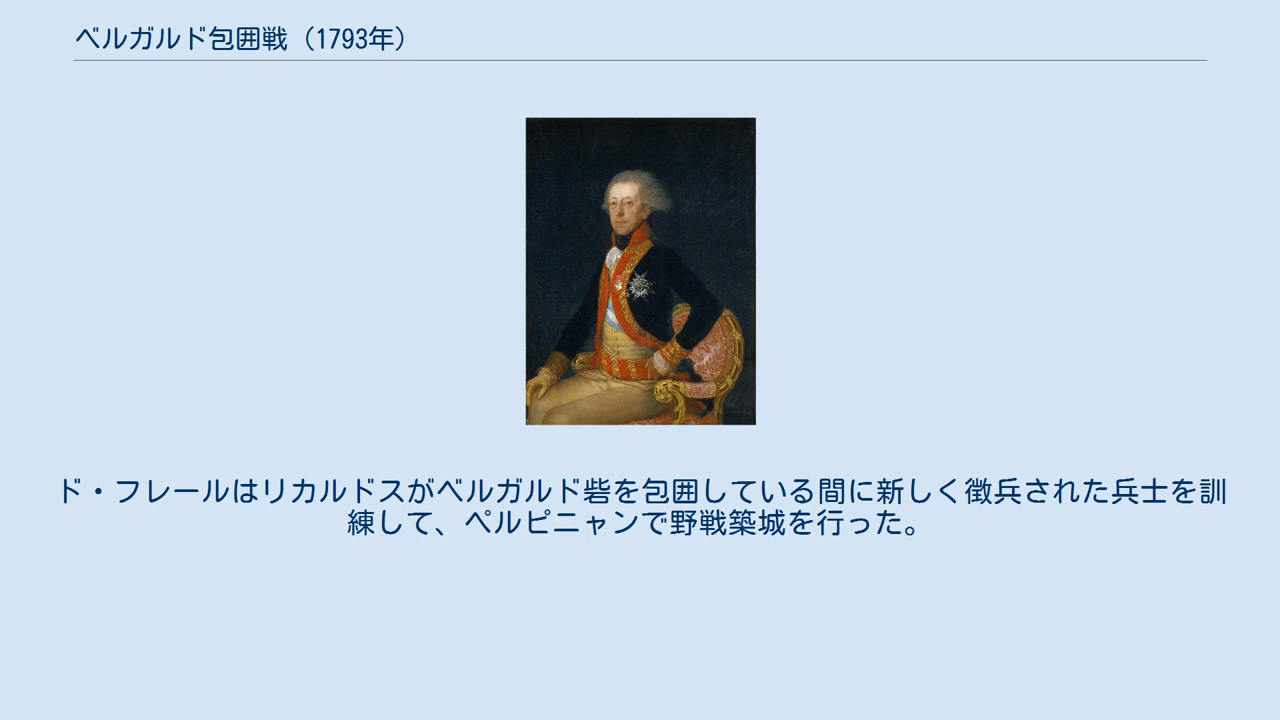 ベルガルド包囲戦（1793年）
ド・フレールはリカルドスがベルガルド砦を包囲している間に新しく徴兵された兵士を訓
練して、ペルピニャンで野戦築城を行った。